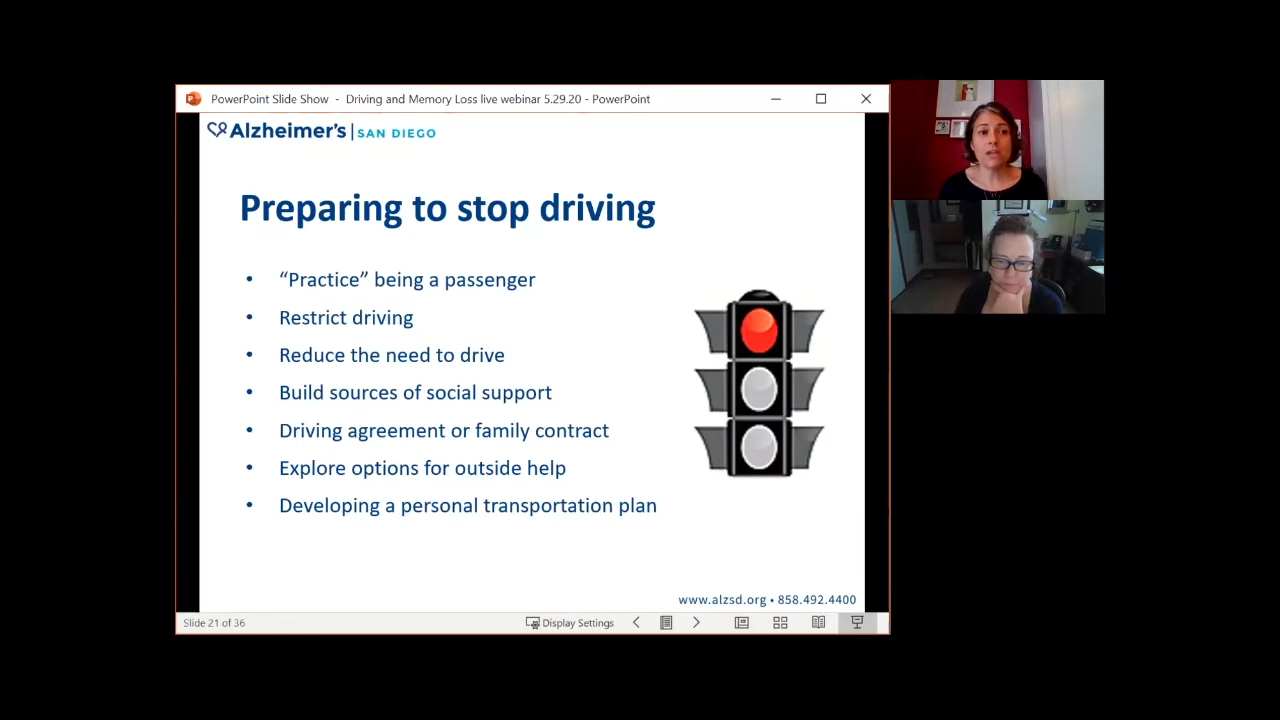 PowerPoint Slide Show - Driving and Memory Loss live webinar 5.29.20 - PowerPoint
Alzheimer's | SAN DIEGO
Preparing to stop driving
• “Practice” being a passenger
• Restrict driving
• Reduce the need to drive
• Build sources of social support
• Driving agreement or family contract
• Explore options for outside help
• Developing a personal transportation plan
www.alzsd.org • 858.492.4400
Slide 21 of 36
Display Settings